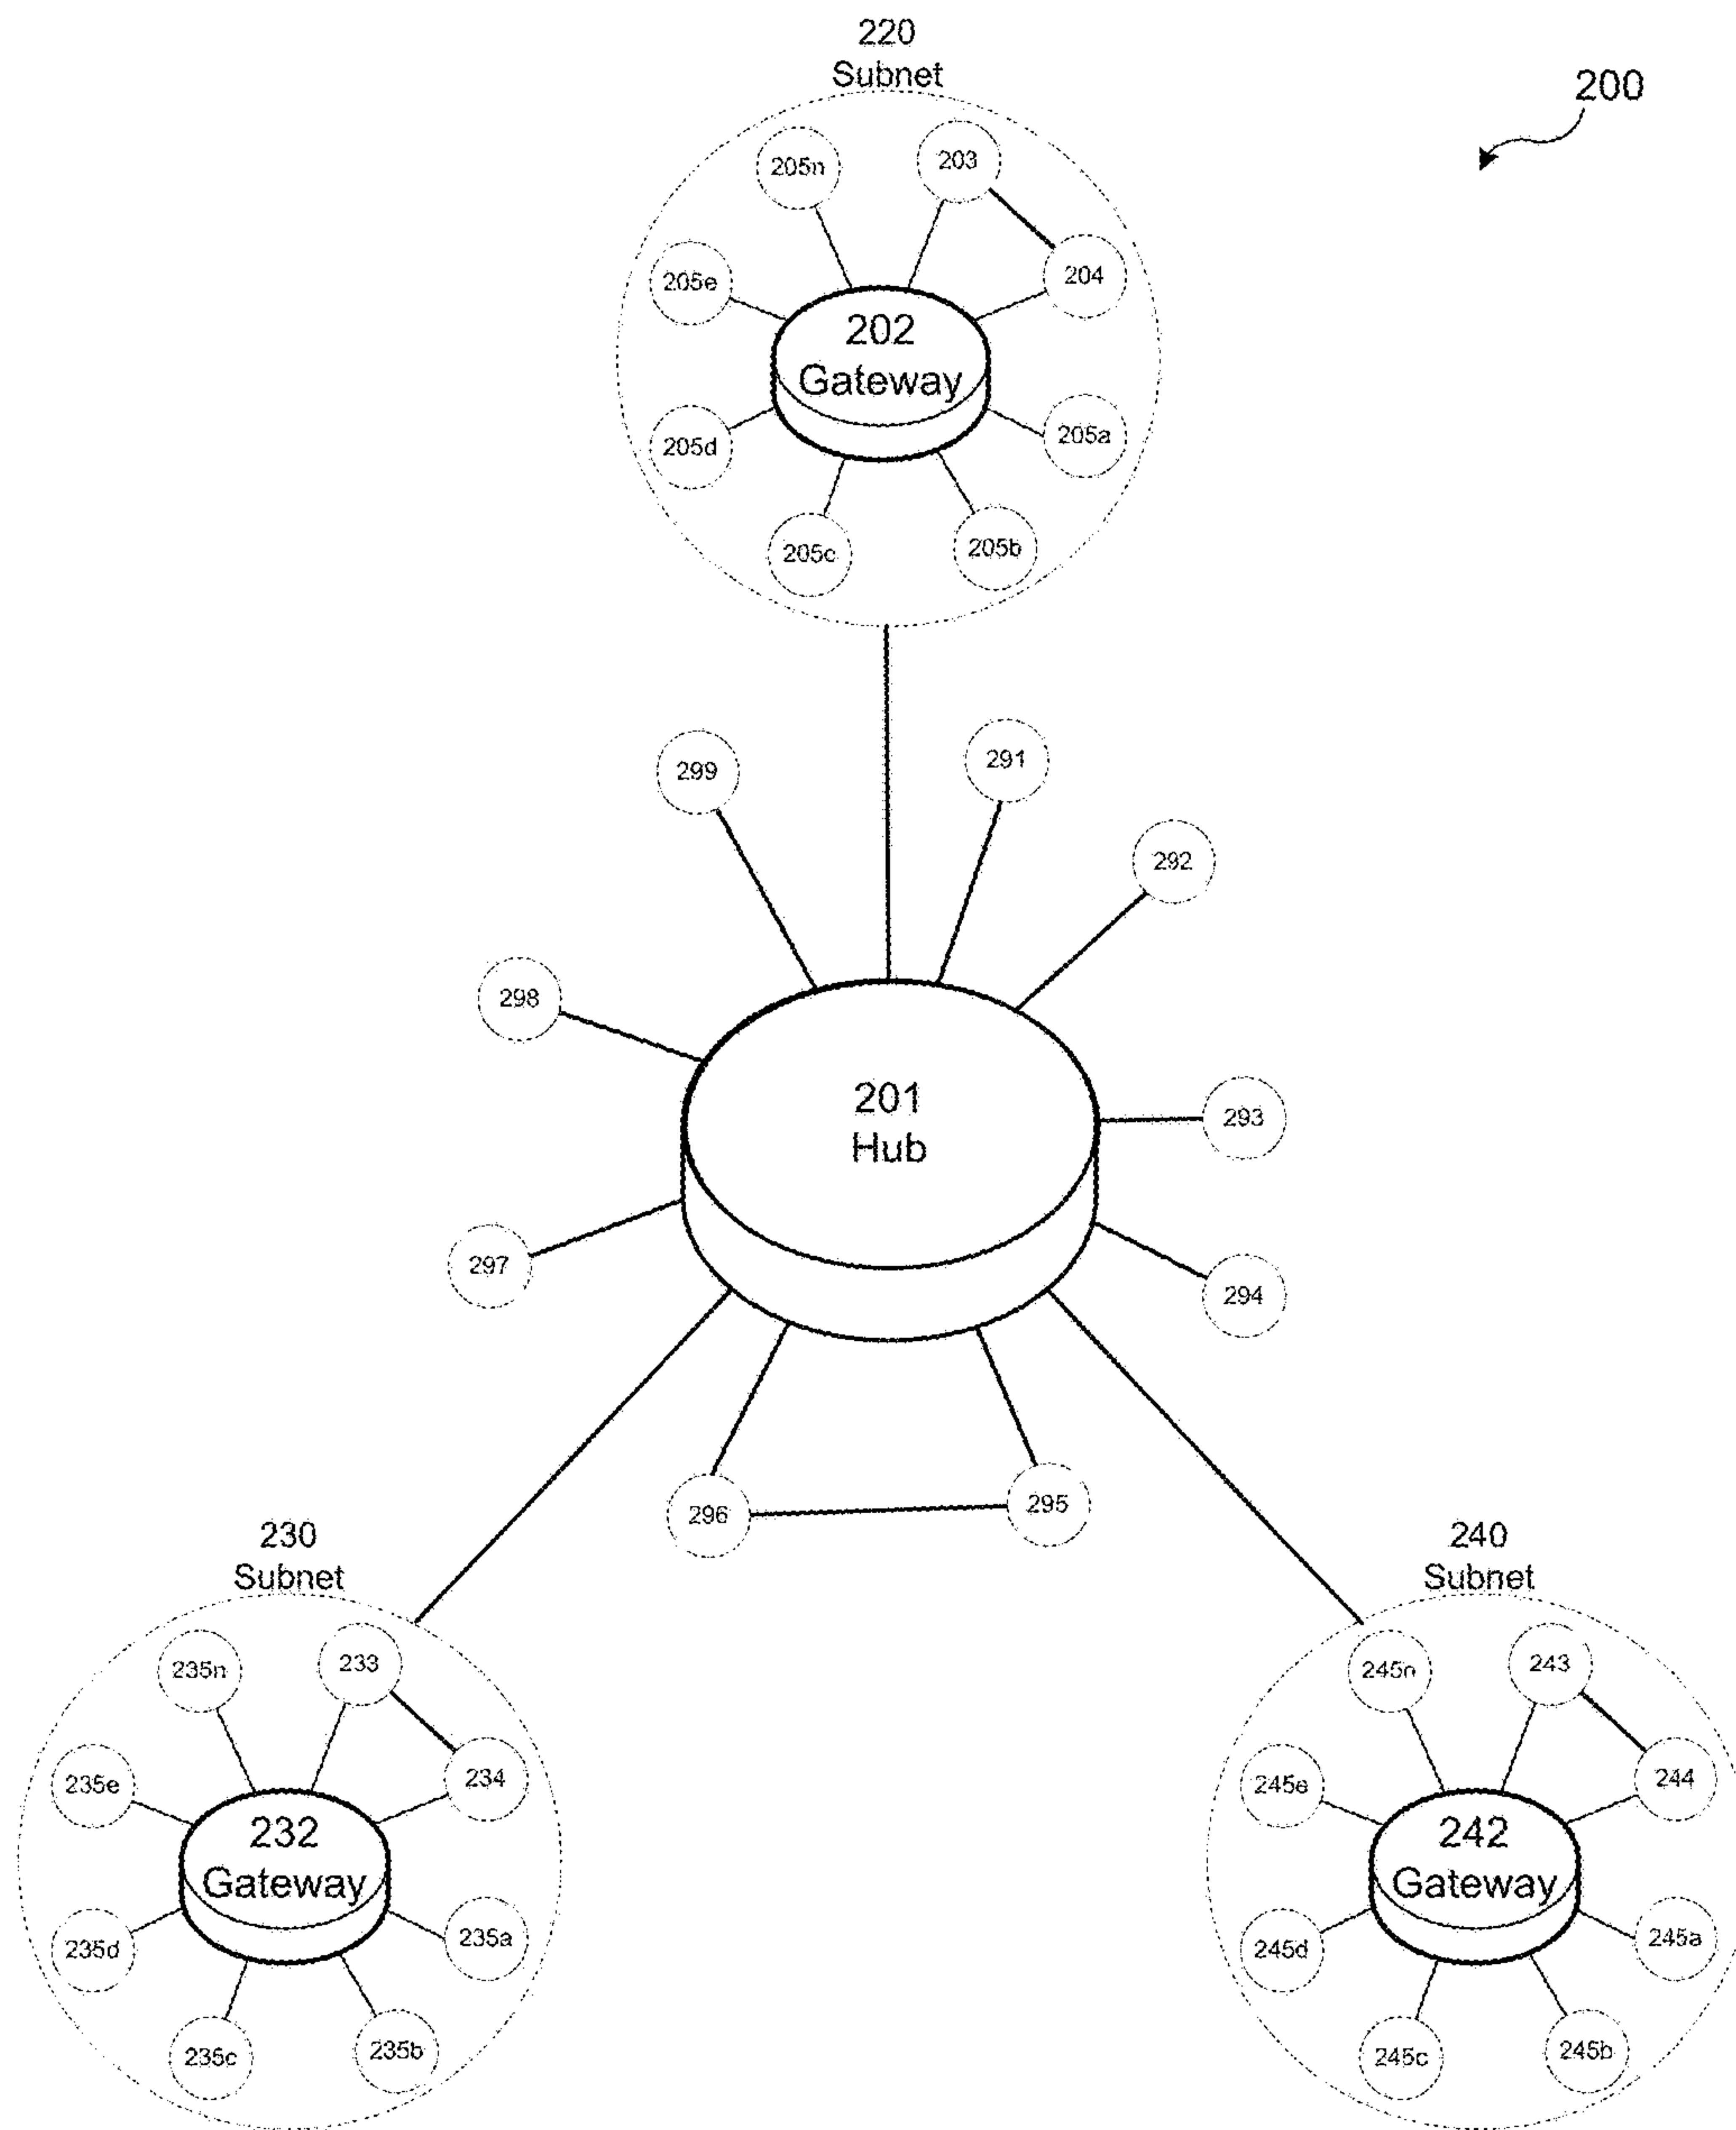 220
Subnet
200
205n
203
205e
204
202
Gateway
205d
205a
205c
205b
299
291
292
298
201
Hub
293
297
294
296
295
230
Subnet
240
Subnet
235n
233
245n
243
235e
234
245e
244
232
Gateway
242
Gateway
235d
235a
245d
245a
235c
235b
245c
245b